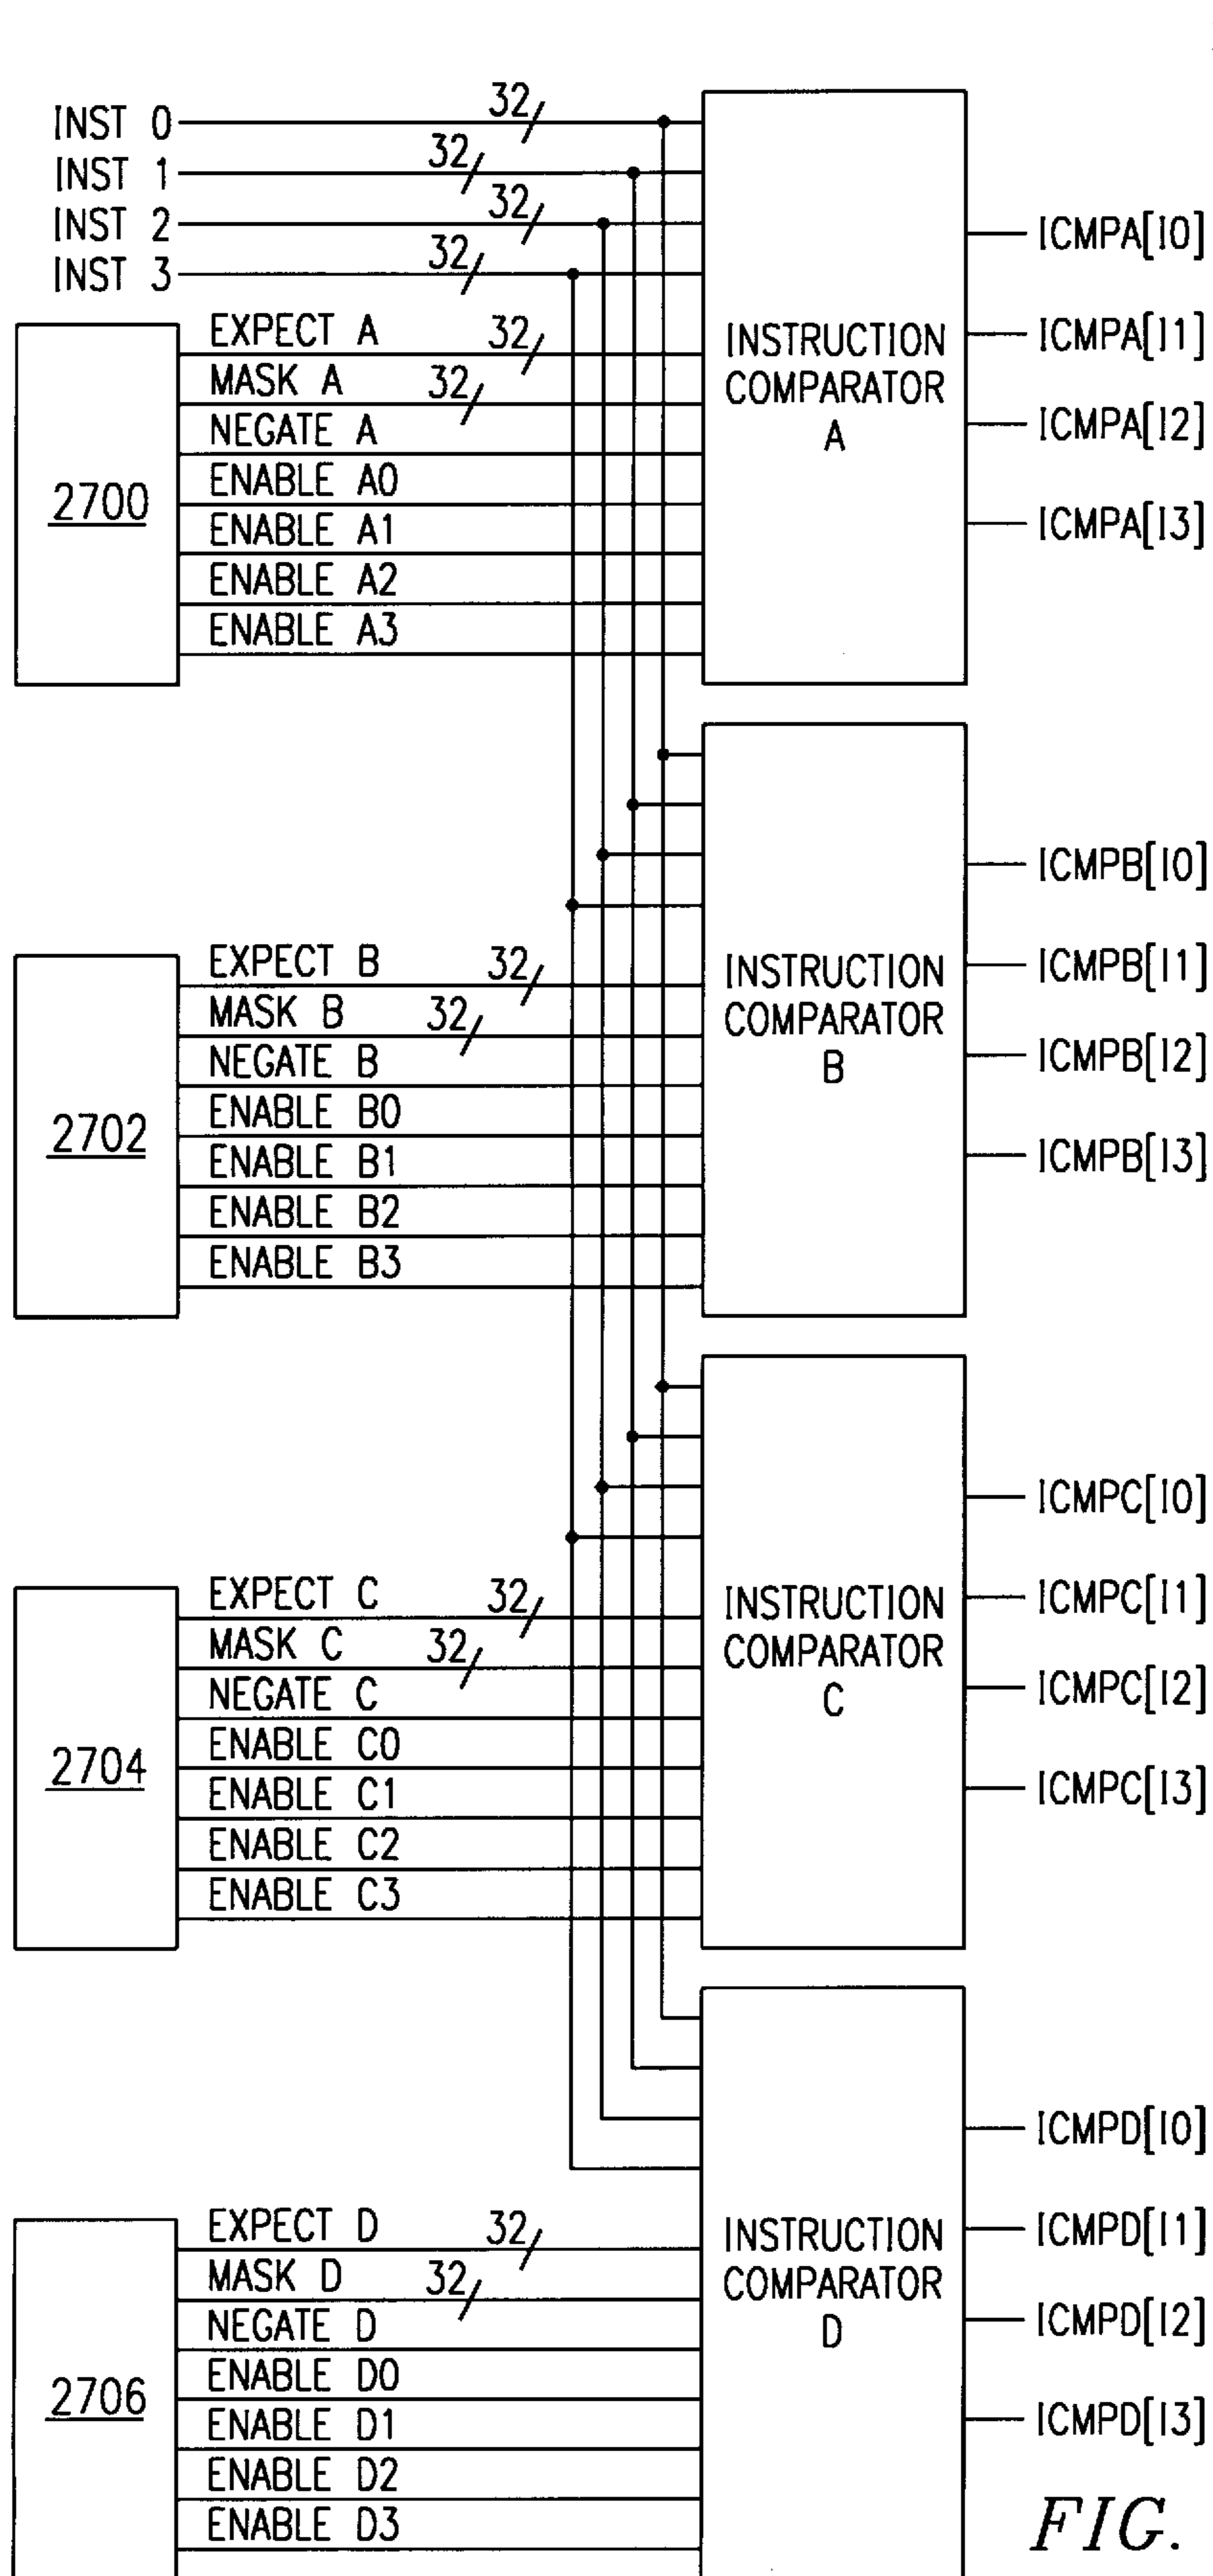 INST 0 32
INST 1 32
INST 2 32
INST 3 32
ICMPA[I0]
ICMPA[I1]
ICMPA[I2]
ICMPA[I3]
INSTRUCTION
COMPARATOR
A
2700
EXPECT A 32
MASK A 32
NEGATE A
ENABLE A0
ENABLE A1
ENABLE A2
ENABLE A3
ICMPB[I0]
ICMPB[I1]
ICMPB[I2]
ICMPB[I3]
INSTRUCTION
COMPARATOR
B
2702
EXPECT B 32
MASK B 32
NEGATE B
ENABLE B0
ENABLE B1
ENABLE B2
ENABLE B3
ICMPC[I0]
ICMPC[I1]
ICMPC[I2]
ICMPC[I3]
INSTRUCTION
COMPARATOR
C
2704
EXPECT C 32
MASK C 32
NEGATE C
ENABLE C0
ENABLE C1
ENABLE C2
ENABLE C3
ICMPD[I0]
ICMPD[I1]
ICMPD[I2]
ICMPD[I3]
INSTRUCTION
COMPARATOR
D
2706
EXPECT D 32
MASK D 32
NEGATE D
ENABLE D0
ENABLE D1
ENABLE D2
ENABLE D3
FIG.